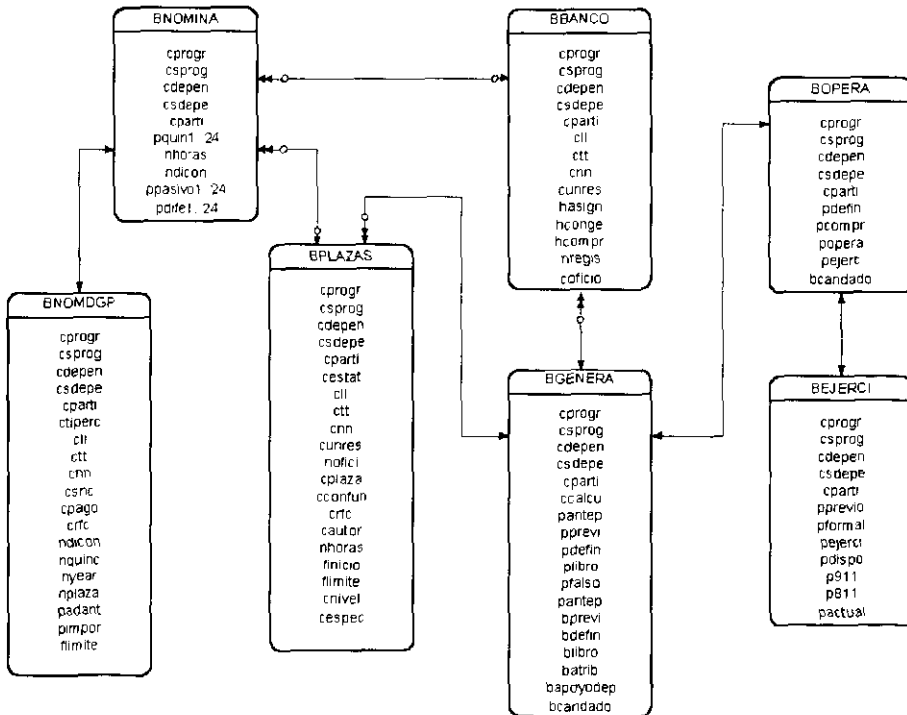 BNOMINA
cprogr
csprog
cdepen
csdepe
cparti
pquin1..24
nhoras
ndicon
ppasivo1..24
pdife1..24
BBANCO
cprogr
csprog
cdepen
csdepe
cparti
cll
ctt
cnn
cunres
hasign
hconge
hcompr
nregis
coficio
BOPERA
cprogr
csprog
cdepen
csdepe
cparti
pdefin
pcompr
popera
pejert
bcandado
BNOMDGP
cprogr
csprog
cdepen
csdepe
cparti
ctiperc
cll
ctt
cnn
csnc
cpago
crfc
ndicon
nquinc
nyear
nplaza
padant
pimpor
flimite
BPLAZAS
cprogr
csprog
cdepen
csdepe
cparti
cestat
cll
ctt
cnn
cunres
nofici
cplaza
cconfun
crfc
cautor
nhoras
finicio
flimite
cnivel
cespec
BGENERA
cprogr
csprog
cdepen
csdepe
cparti
ccalcu
pantep
pprevi
pdefin
plibro
pfalso
pantep
bprevi
bdefin
blibro
batrib
bapoyodep
bcandado
BEJERCI
cprogr
csprog
cdepen
csdepe
cparti
pprevio
pformal
pejerci
pdispo
p911
p811
pactual